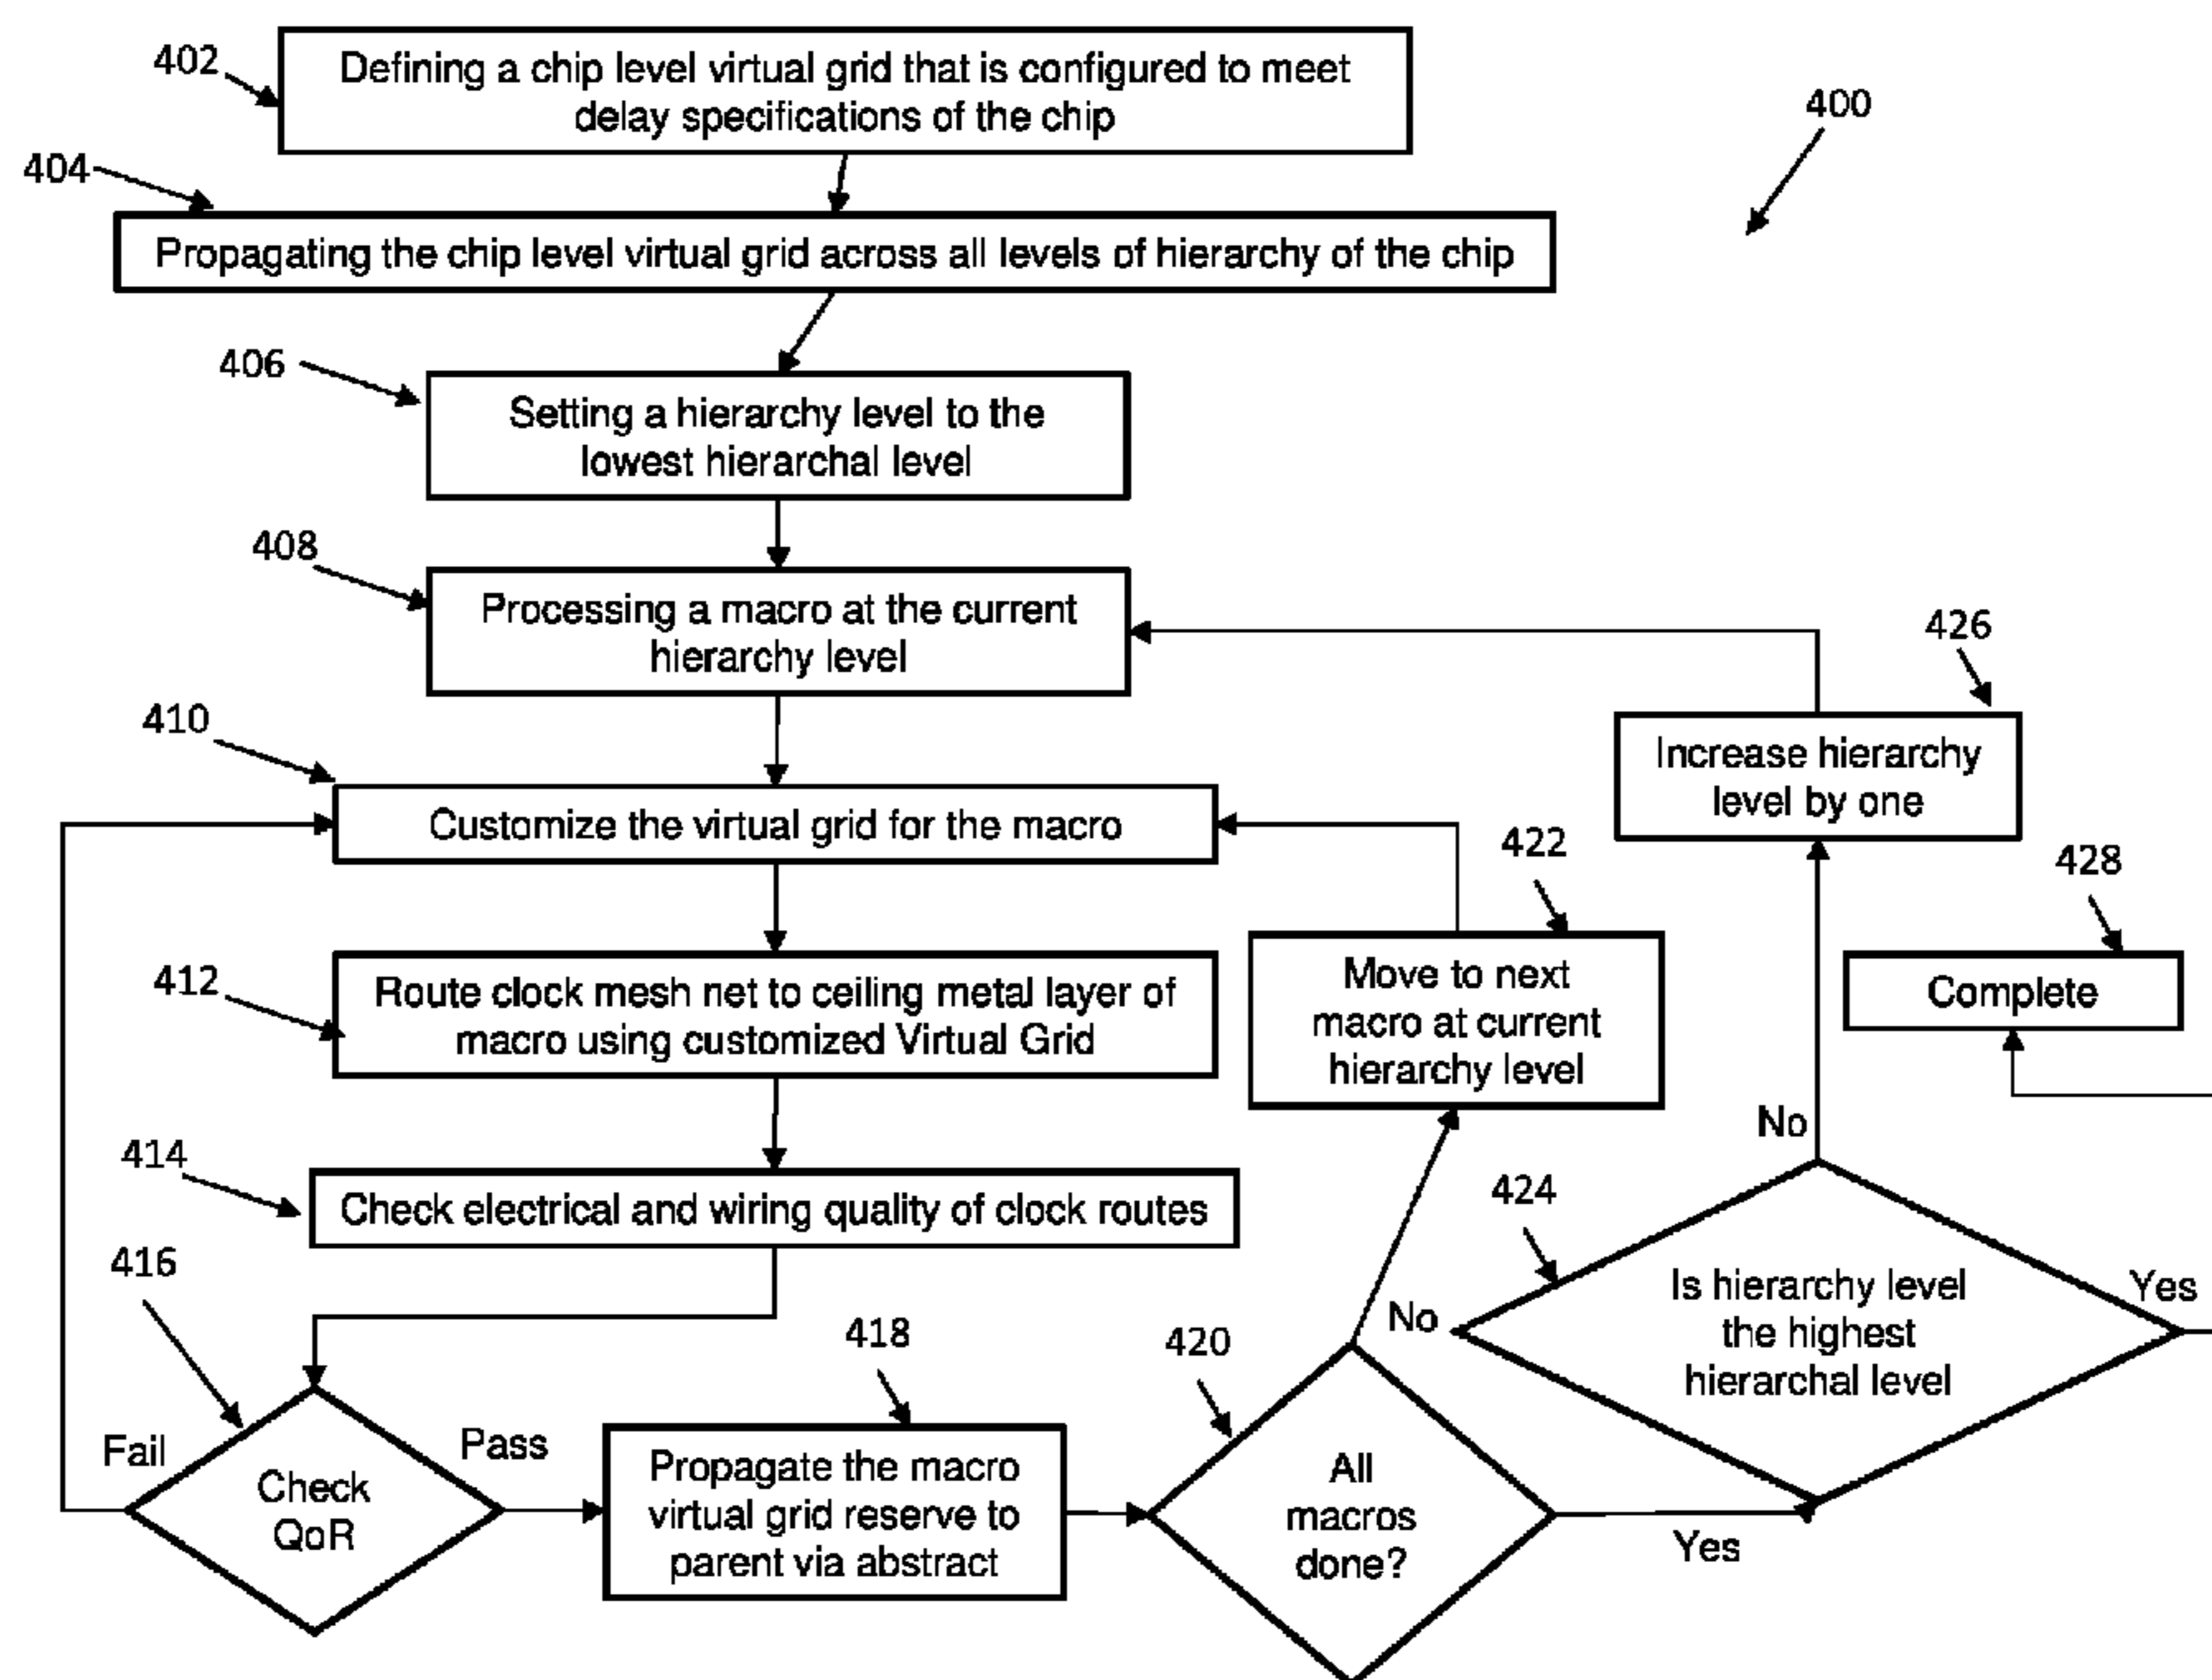 402
Defining a chip level virtual grid that is configured to meet
delay specifications of the chip
400
404
Propagating the chip level virtual grid across all levels of hierarchy of the chip
406
Setting a hierarchy level to the
lowest hierarchal level
408
Processing a macro at the current
hierarchy level
426
Increase hierarchy
level by one
410
Customize the virtual grid for the macro
422
Move to next
macro at current
hierarchy level
428
Complete
412
Route clock mesh net to ceiling metal layer of
macro using customized Virtual Grid
414
Check electrical and wiring quality of clock routes
416
Fail
Check
QoR
Pass
418
Propagate the macro
virtual grid reserve to
parent via abstract
420
All
macros
done?
No
Yes
424
Is hierarchy level
the highest
hierarchal level
No
Yes